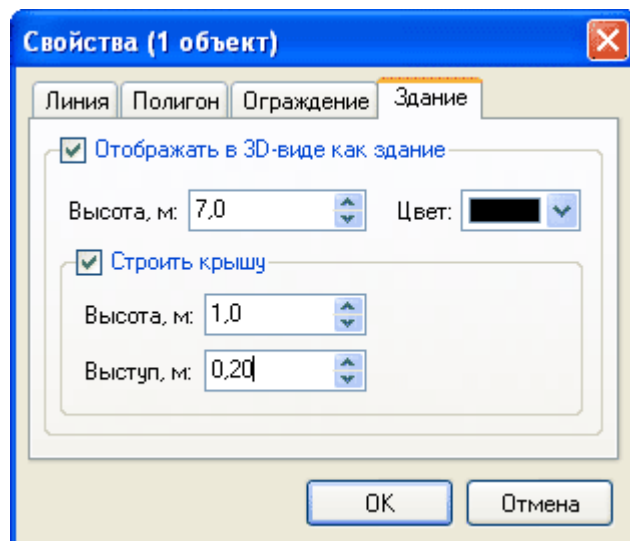 Свойства (1 объект)
Линия Полигон Ограждение Здание
Отображать в 3D-виде как здание
Высота, м: 7,0 Цвет:
Строить крышу
Высота, м: 1,0
Выступ, м: 0,20
OK Отмена